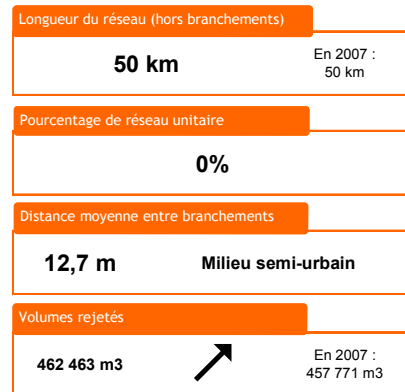 Longueur du réseau (hors branchements)
50 km
En 2007 :
50 km
Pourcentage de réseau unitaire
0%
Distance moyenne entre branchements
12,7 m
Milieu semi-urbain
Volumes rejetés
462 463 m3
En 2007 :
457 771 m3